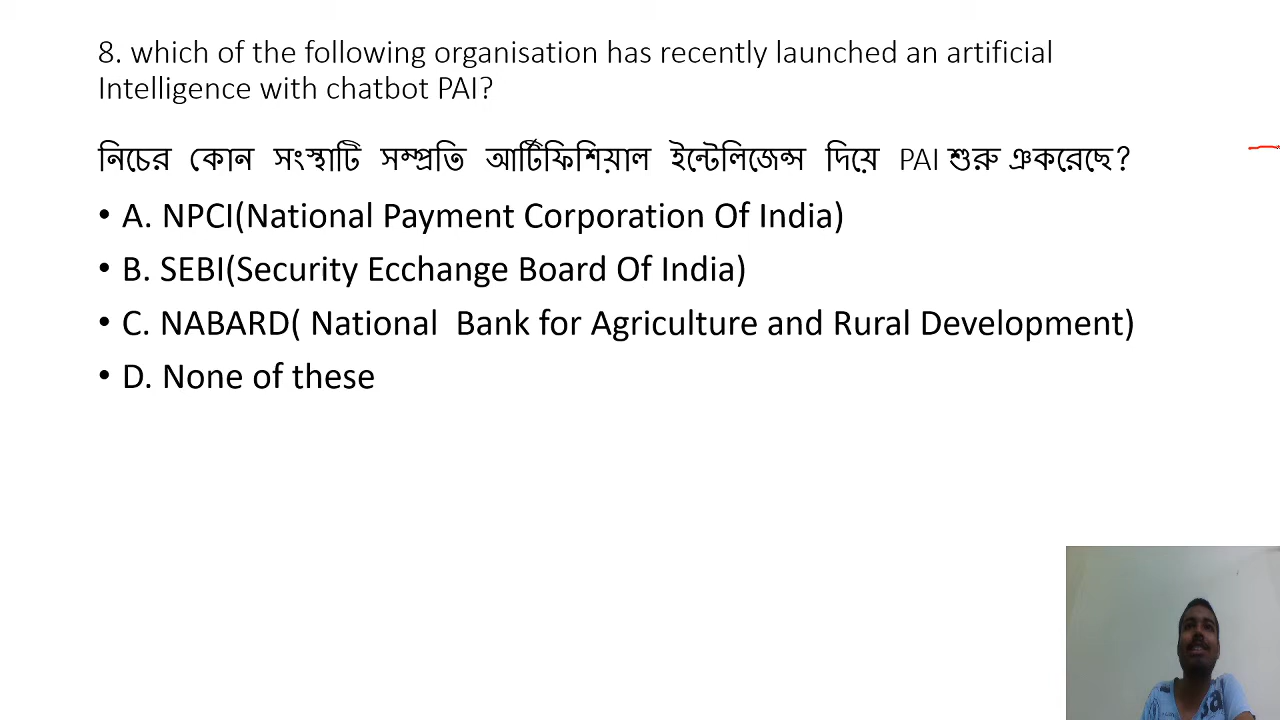 8. which of the following organisation has recently launched an artificial
Intelligence with chatbot PAI?
নিচের কোন সংস্থাটি সম্প্রতি আর্টিফিশিয়াল ইন্টেলিজেন্স দিয়ে PAI শুরু ঞকরেছে?
• A. NPCI(National Payment Corporation Of India)
• B. SEBI(Security Ecchange Board Of India)
• C. NABARD( National Bank for Agriculture and Rural Development)
• D. None of these